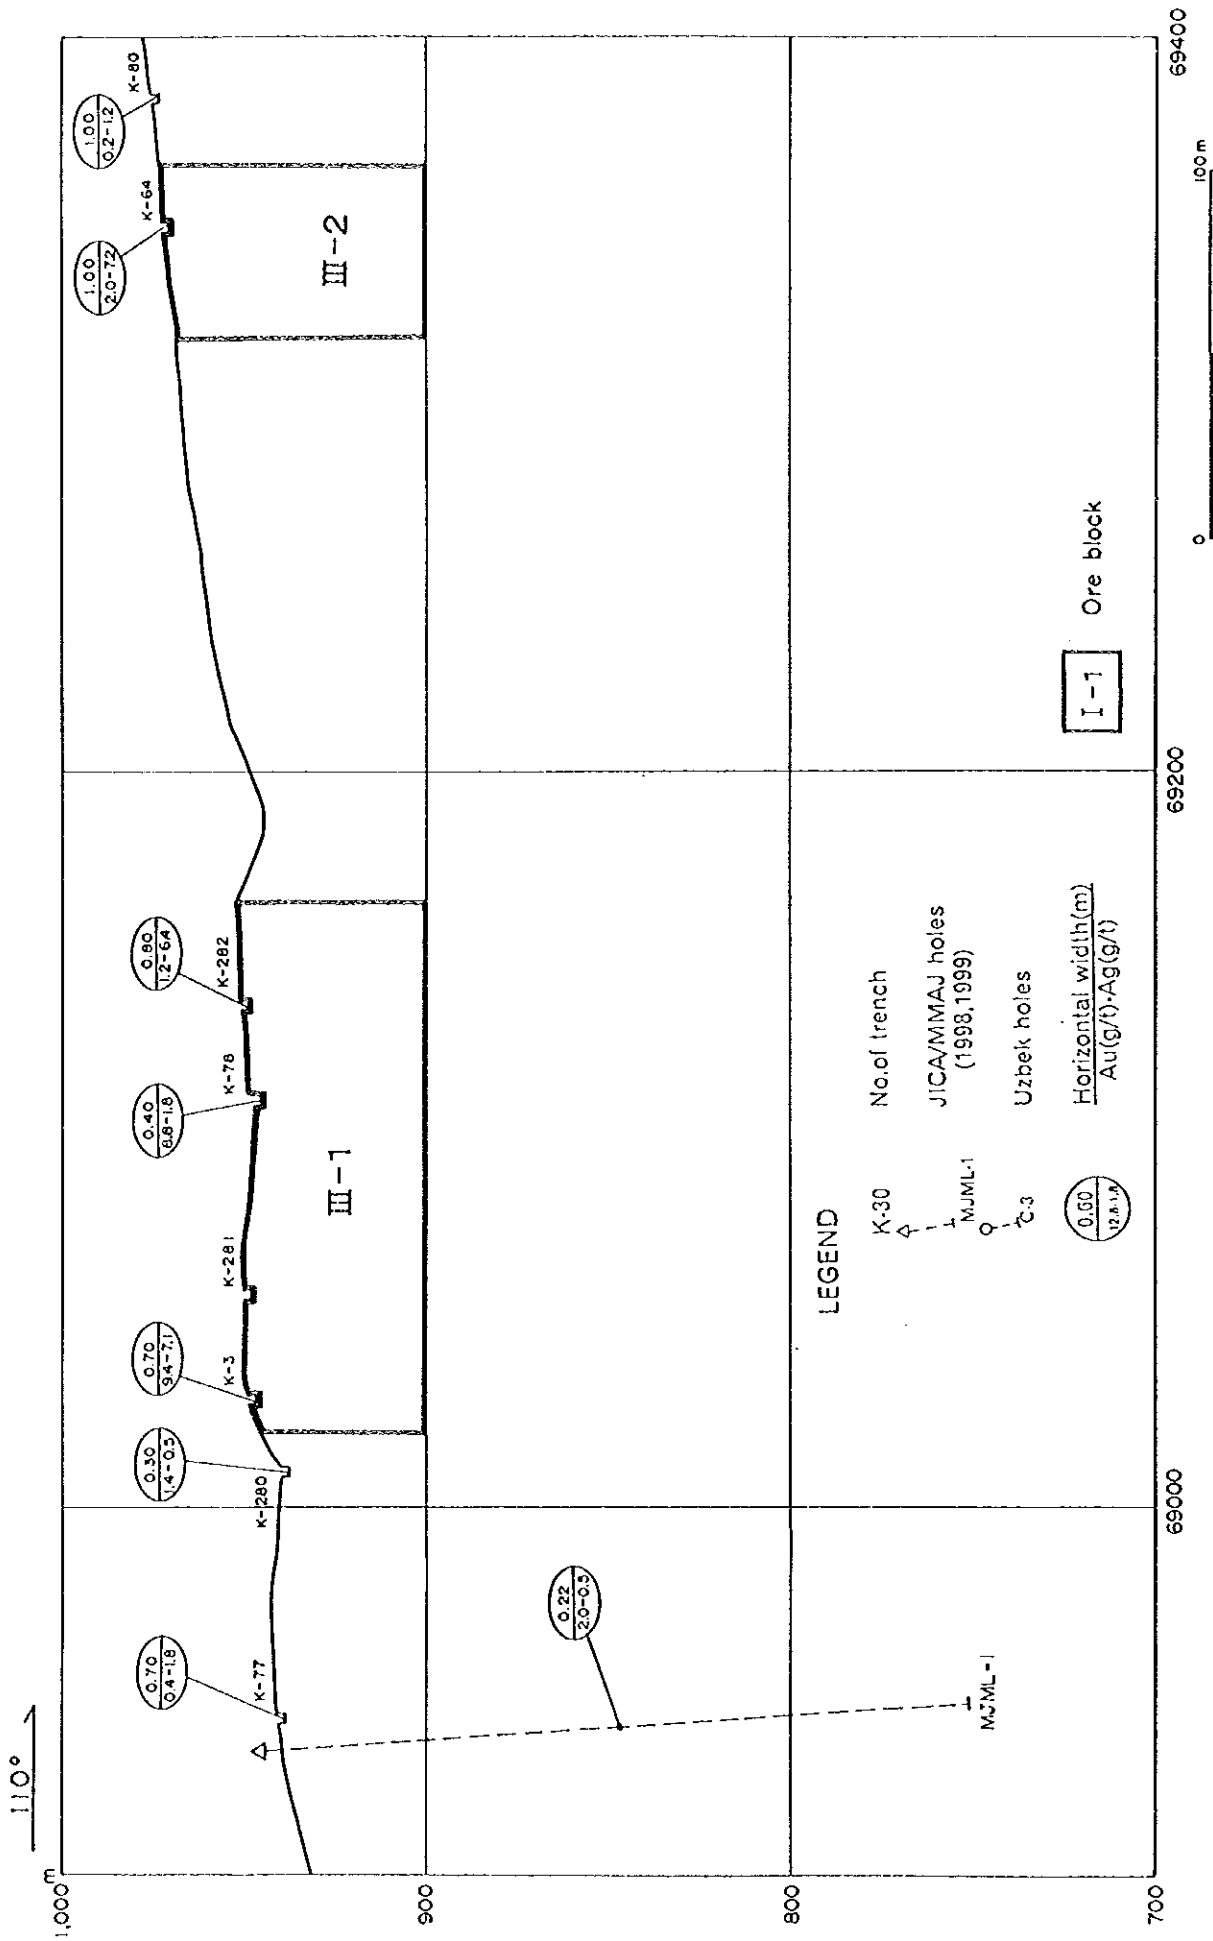 110°
1,000 m
900
800
700
69000
69200
69400
0.70
0.4-1.8
K-77
0.30
1.4-0.5
K-280
0.70
9.4-7.1
K-3
K-281
0.40
8.8-1.8
K-78
0.80
1.2-6.4
K-282
1.00
2.0-7.2
K-64
1.00
0.2-1.2
K-80
III-1
III-2
0.22
2.0-0.5
MJML-1
LEGEND
K-30 No.of trench
MJML-1 JICA/MMAJ holes
(1998,1999)
C-3 Uzbek holes
0.60
12.8-1.8
Horizontal width(m)
Au(g/t)-Ag(g/t)
I-1 Ore block
0 100 m